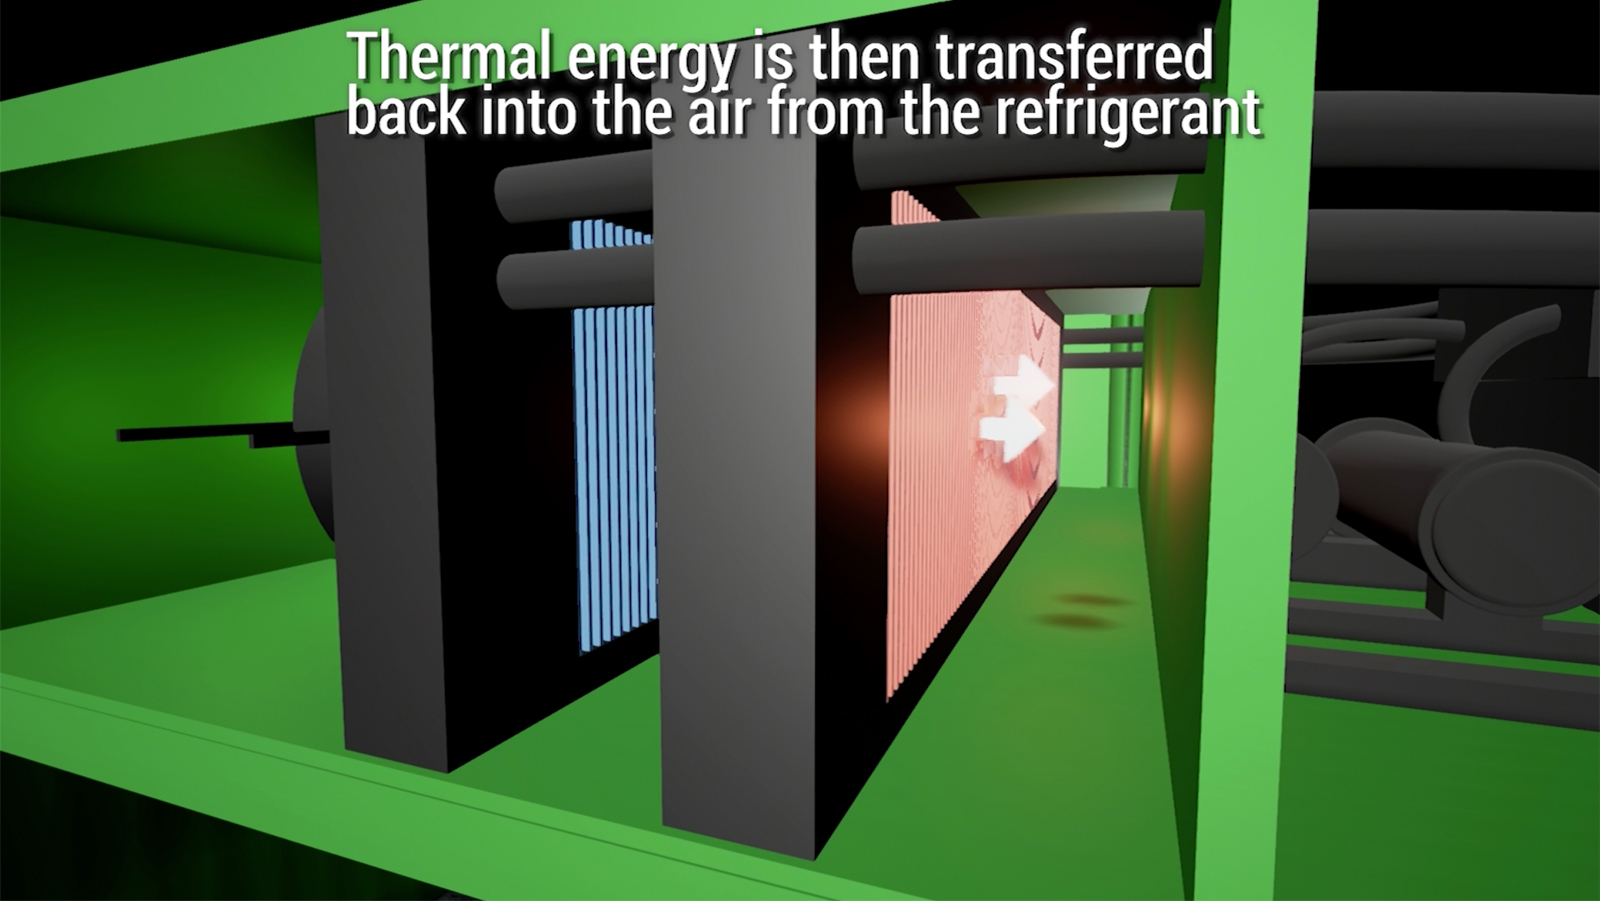 Thermal energy is then transferred
back into the air from the refrigerant